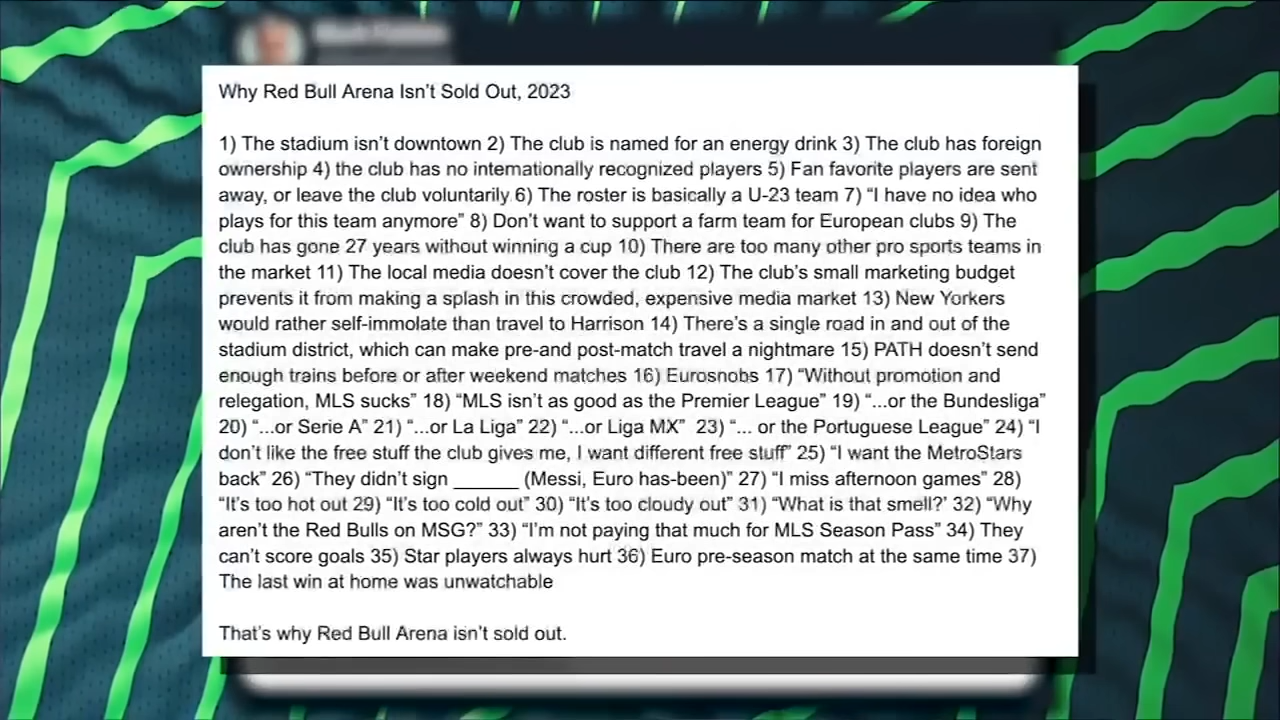 Why Red Bull Arena Isn't Sold Out, 2023
1) The stadium isn't downtown 2) The club is named for an energy drink 3) The club has foreign
ownership 4) the club has no internationally recognized players 5) Fan favorite players are sent
away, or leave the club voluntarily 6) The roster is basically a U-23 team 7) “I have no idea who
plays for this team anymore” 8) Don't want to support a farm team for European clubs 9) The
club has gone 27 years without winning a cup 10) There are too many other pro sports teams in
the market 11) The local media doesn't cover the club 12) The club's small marketing budget
prevents it from making a splash in this crowded, expensive media market 13) New Yorkers
would rather self-immolate than travel to Harrison 14) There's a single road in and out of the
stadium district, which can make pre-and post-match travel a nightmare 15) PATH doesn't send
enough trains before or after weekend matches 16) Eurosnobs 17) “Without promotion and
relegation, MLS sucks” 18) “MLS isn't as good as the Premier League” 19) “...or the Bundesliga”
20) “...or Serie A” 21) “...or La Liga” 22) “...or Liga MX” 23) “... or the Portuguese League” 24) “I
don't like the free stuff the club gives me, I want different free stuff” 25) “I want the MetroStars
back” 26) “They didn't sign ______ (Messi, Euro has-been)” 27) “I miss afternoon games” 28)
“It's too hot out 29) “It's too cold out” 30) “It's too cloudy out” 31) “What is that smell?' 32) “Why
aren't the Red Bulls on MSG?” 33) “I'm not paying that much for MLS Season Pass” 34) They
can't score goals 35) Star players always hurt 36) Euro pre-season match at the same time 37)
The last win at home was unwatchable
That's why Red Bull Arena isn't sold out.